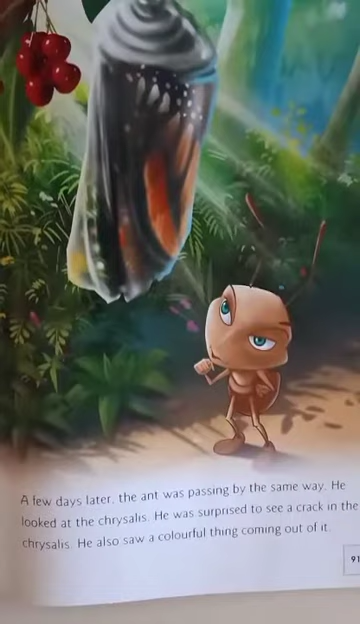 A few days later, the ant was passing by the same way. He
looked at the chrysalis. He was surprised to see a crack in the
chrysalis. He also saw a colourful thing coming out of it.
91